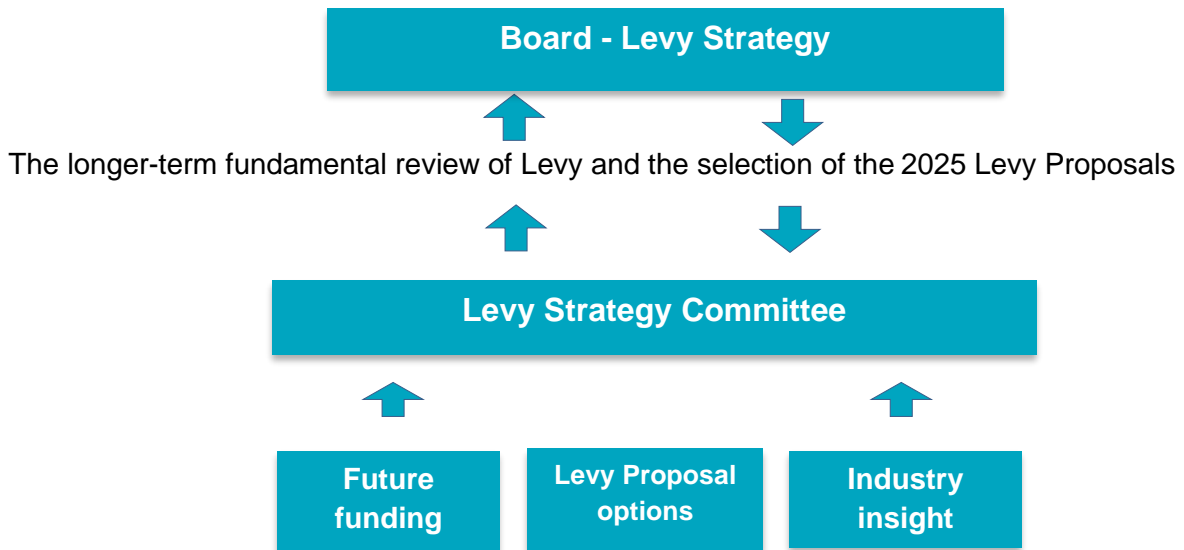 Board - Levy Strategy
The longer-term fundamental review of Levy and the selection of the 2025 Levy Proposals
Levy Strategy Committee
Future
funding
Levy Proposal
options
Industry
insight